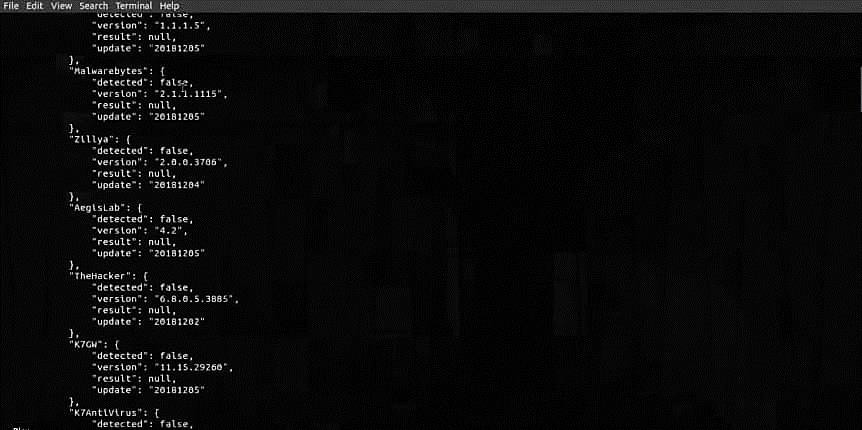 File Edit View Search Terminal Help
"detected": false,
"version": "1.1.1.5",
"result": null,
"update": "20181205"
},
"Malwarebytes": {
"detected": false,
"version": "2.1.1.1115",
"result": null,
"update": "20181205"
},
"Zillya": {
"detected": false,
"version": "2.0.0.3706",
"result": null,
"update": "20181204"
},
"AegisLab": {
"detected": false,
"version": "4.2",
"result": null,
"update": "20181205"
},
"TheHacker": {
"detected": false,
"version": "6.8.0.5.3885",
"result": null,
"update": "20181202"
},
"K7GW": {
"detected": false,
"version": "11.15.29260",
"result": null,
"update": "20181205"
},
"K7AntiVirus": {
"detected": false,